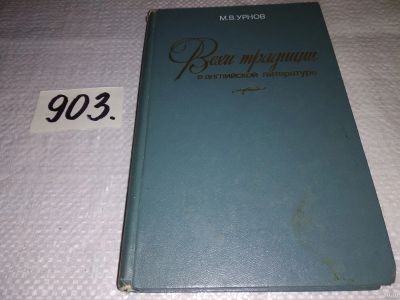 903.
М.В.УРНОВ
Вехи традиции
в английской литературе